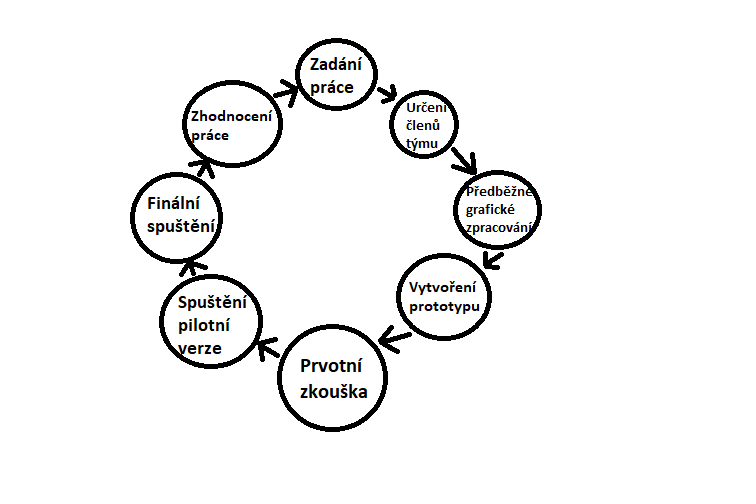 Zadání
práce
Určení
členů
týmu
Předběžné
grafické
zpracování
Vytvoření
prototypu
Prvotní
zkouška
Spuštění
pilotní
verze
Finální
spuštění
Zhodnocení
práce